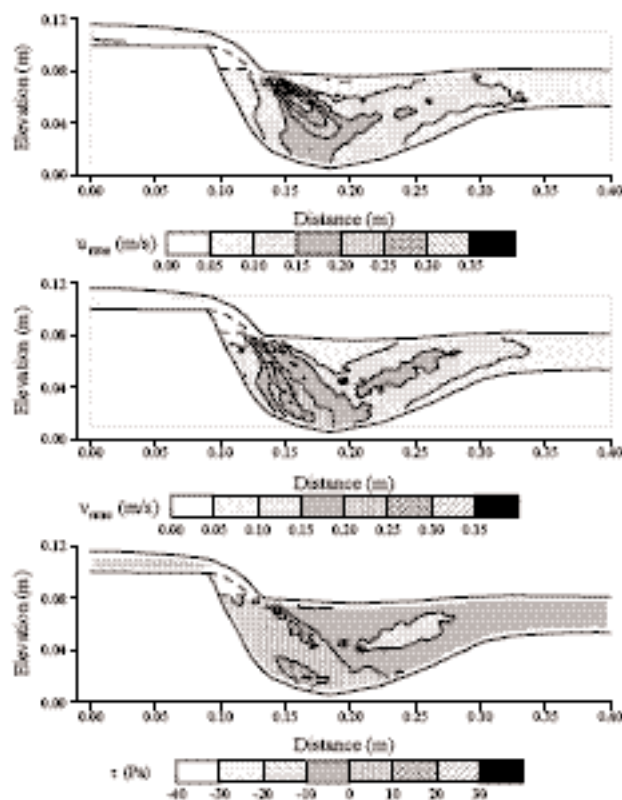 0.12
0.08
0.04
0.00
Elevation (m)
0.00 0.05 0.10 0.15 0.20 0.25 0.30 0.35 0.40
Distance (m)
u_rms (m/s)
0.00 0.05 0.10 0.15 0.20 0.25 0.30 0.35
0.12
0.08
0.04
0.00
Elevation (m)
0.00 0.05 0.10 0.15 0.20 0.25 0.30 0.35 0.40
Distance (m)
v_rms (m/s)
0.00 0.05 0.10 0.15 0.20 0.25 0.30 0.35
0.12
0.08
0.04
0.00
Elevation (m)
0.00 0.05 0.10 0.15 0.20 0.25 0.30 0.35 0.40
Distance (m)
τ (Pa)
-40 -30 -20 -10 0 10 20 30